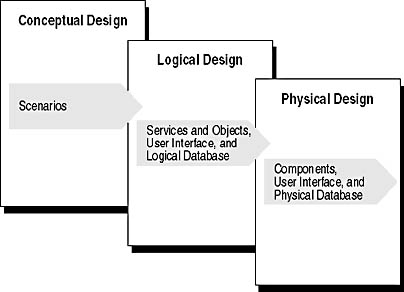 Conceptual Design
Scenarios
Logical Design
Services and Objects,
User Interface, and
Logical Database
Physical Design
Components,
User Interface, and
Physical Database